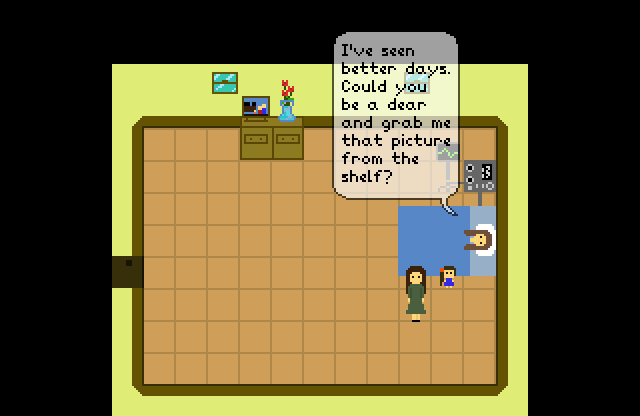 I've seen
better days.
Could you
be a dear
and grab me
that picture
from the
shelf?